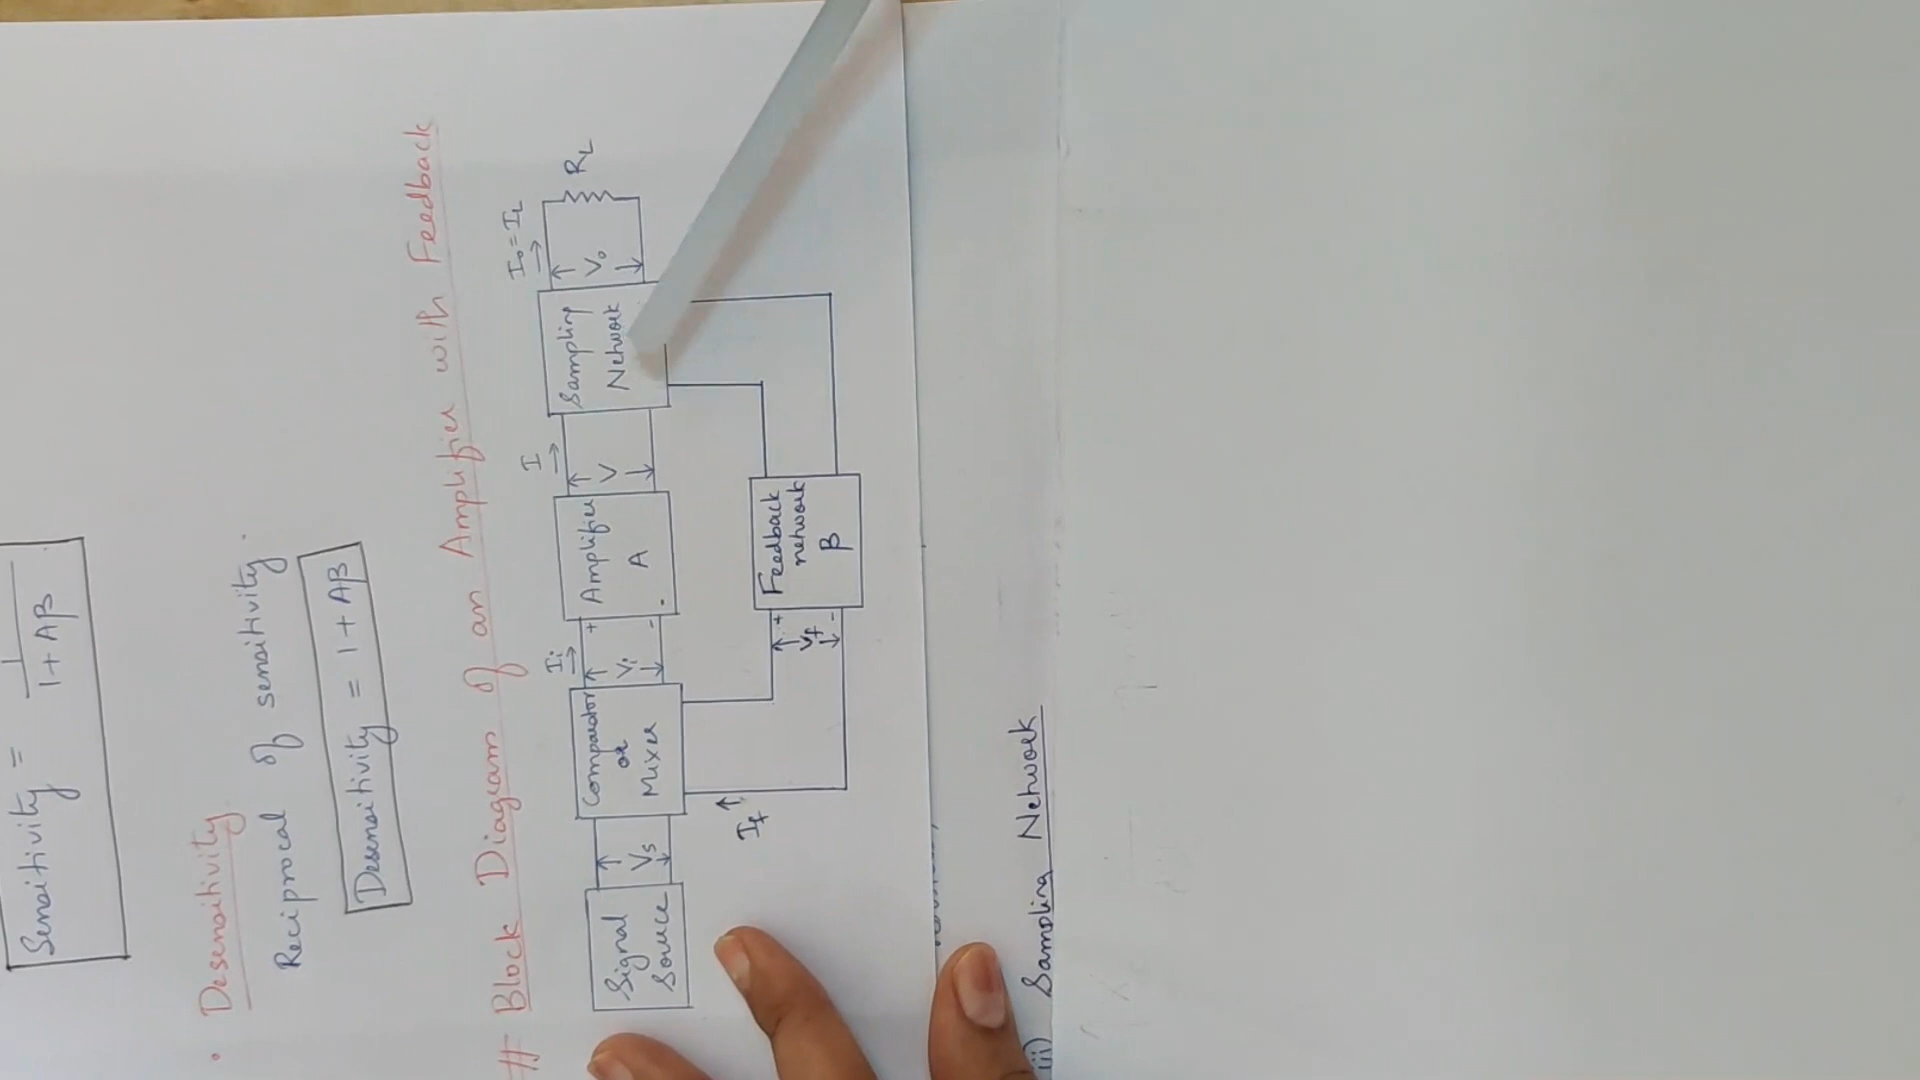 Sensitivity = 1
1 + Aβ
• Desensitivity
Reciprocal of sensitivity.
Desensitivity = 1 + Aβ
# Block Diagram of an Amplifier with Feedback
Ii → I → Io = IL →
Signal Source
Vs
Comparator or Mixer
+ Vi -
Amplifier A
V
Sampling Network
Vo
RL
If
+ Vf -
Feedback network β
ii) Sampling Network